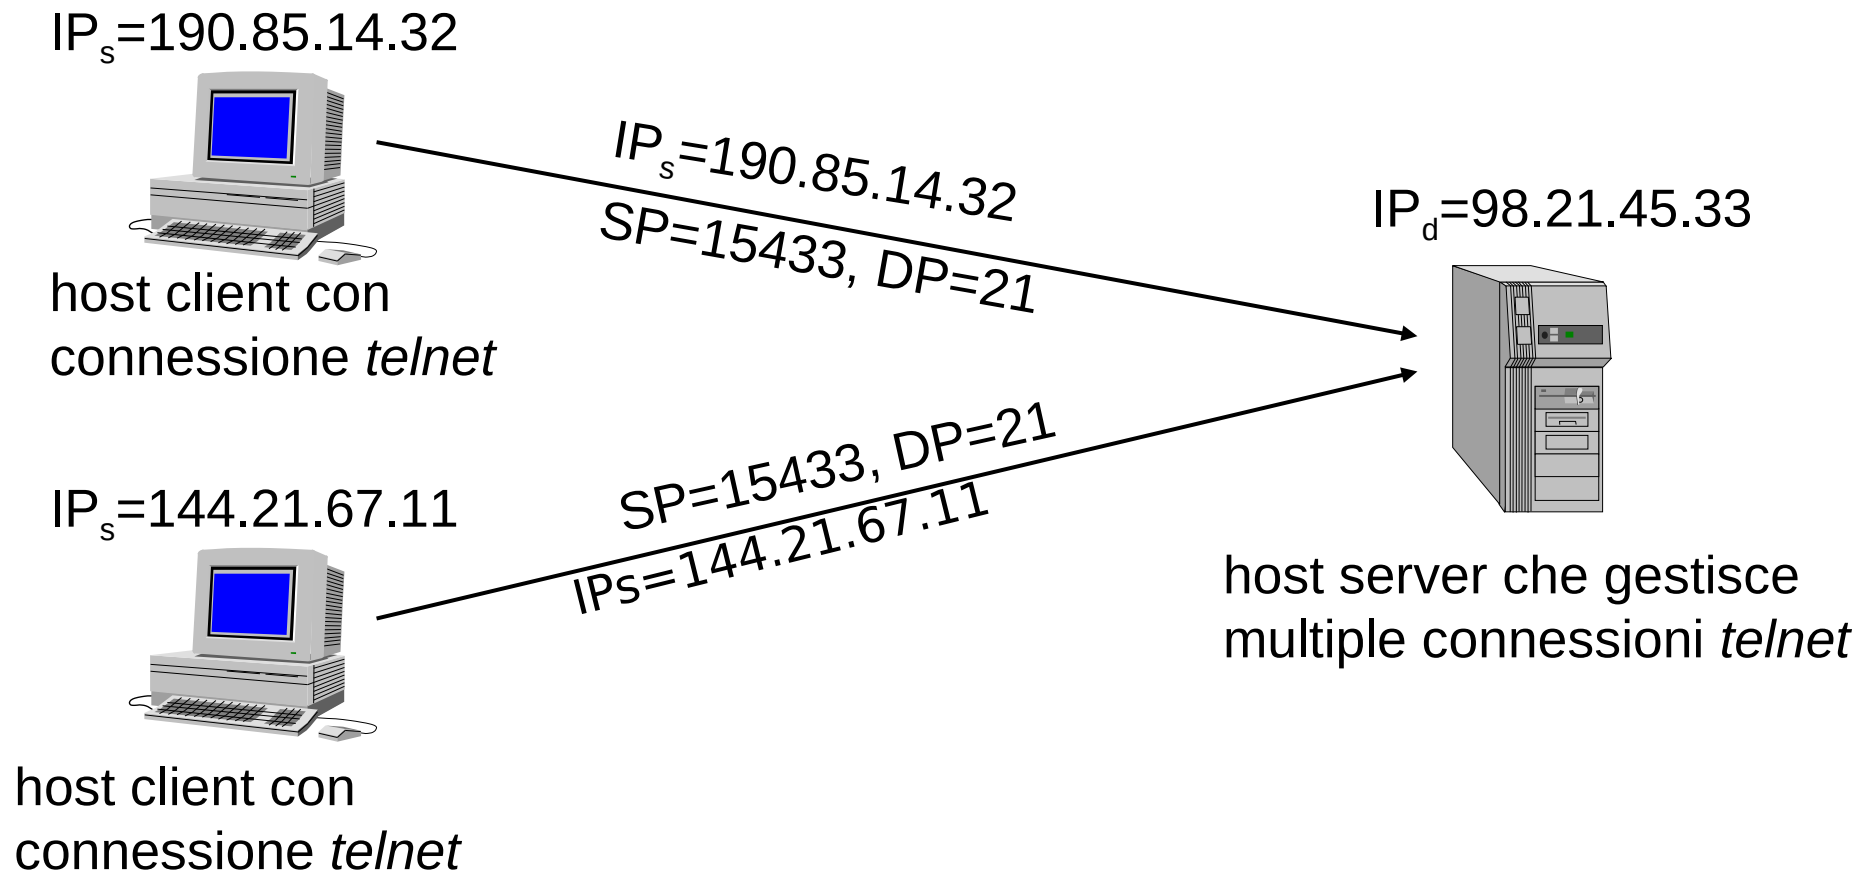 IPs=190.85.14.32
host client con
connessione telnet
IPs=190.85.14.32
SP=15433, DP=21
IPd=98.21.45.33
host server che gestisce
multiple connessioni telnet
SP=15433, DP=21
IPs=144.21.67.11
IPs=144.21.67.11
host client con
connessione telnet